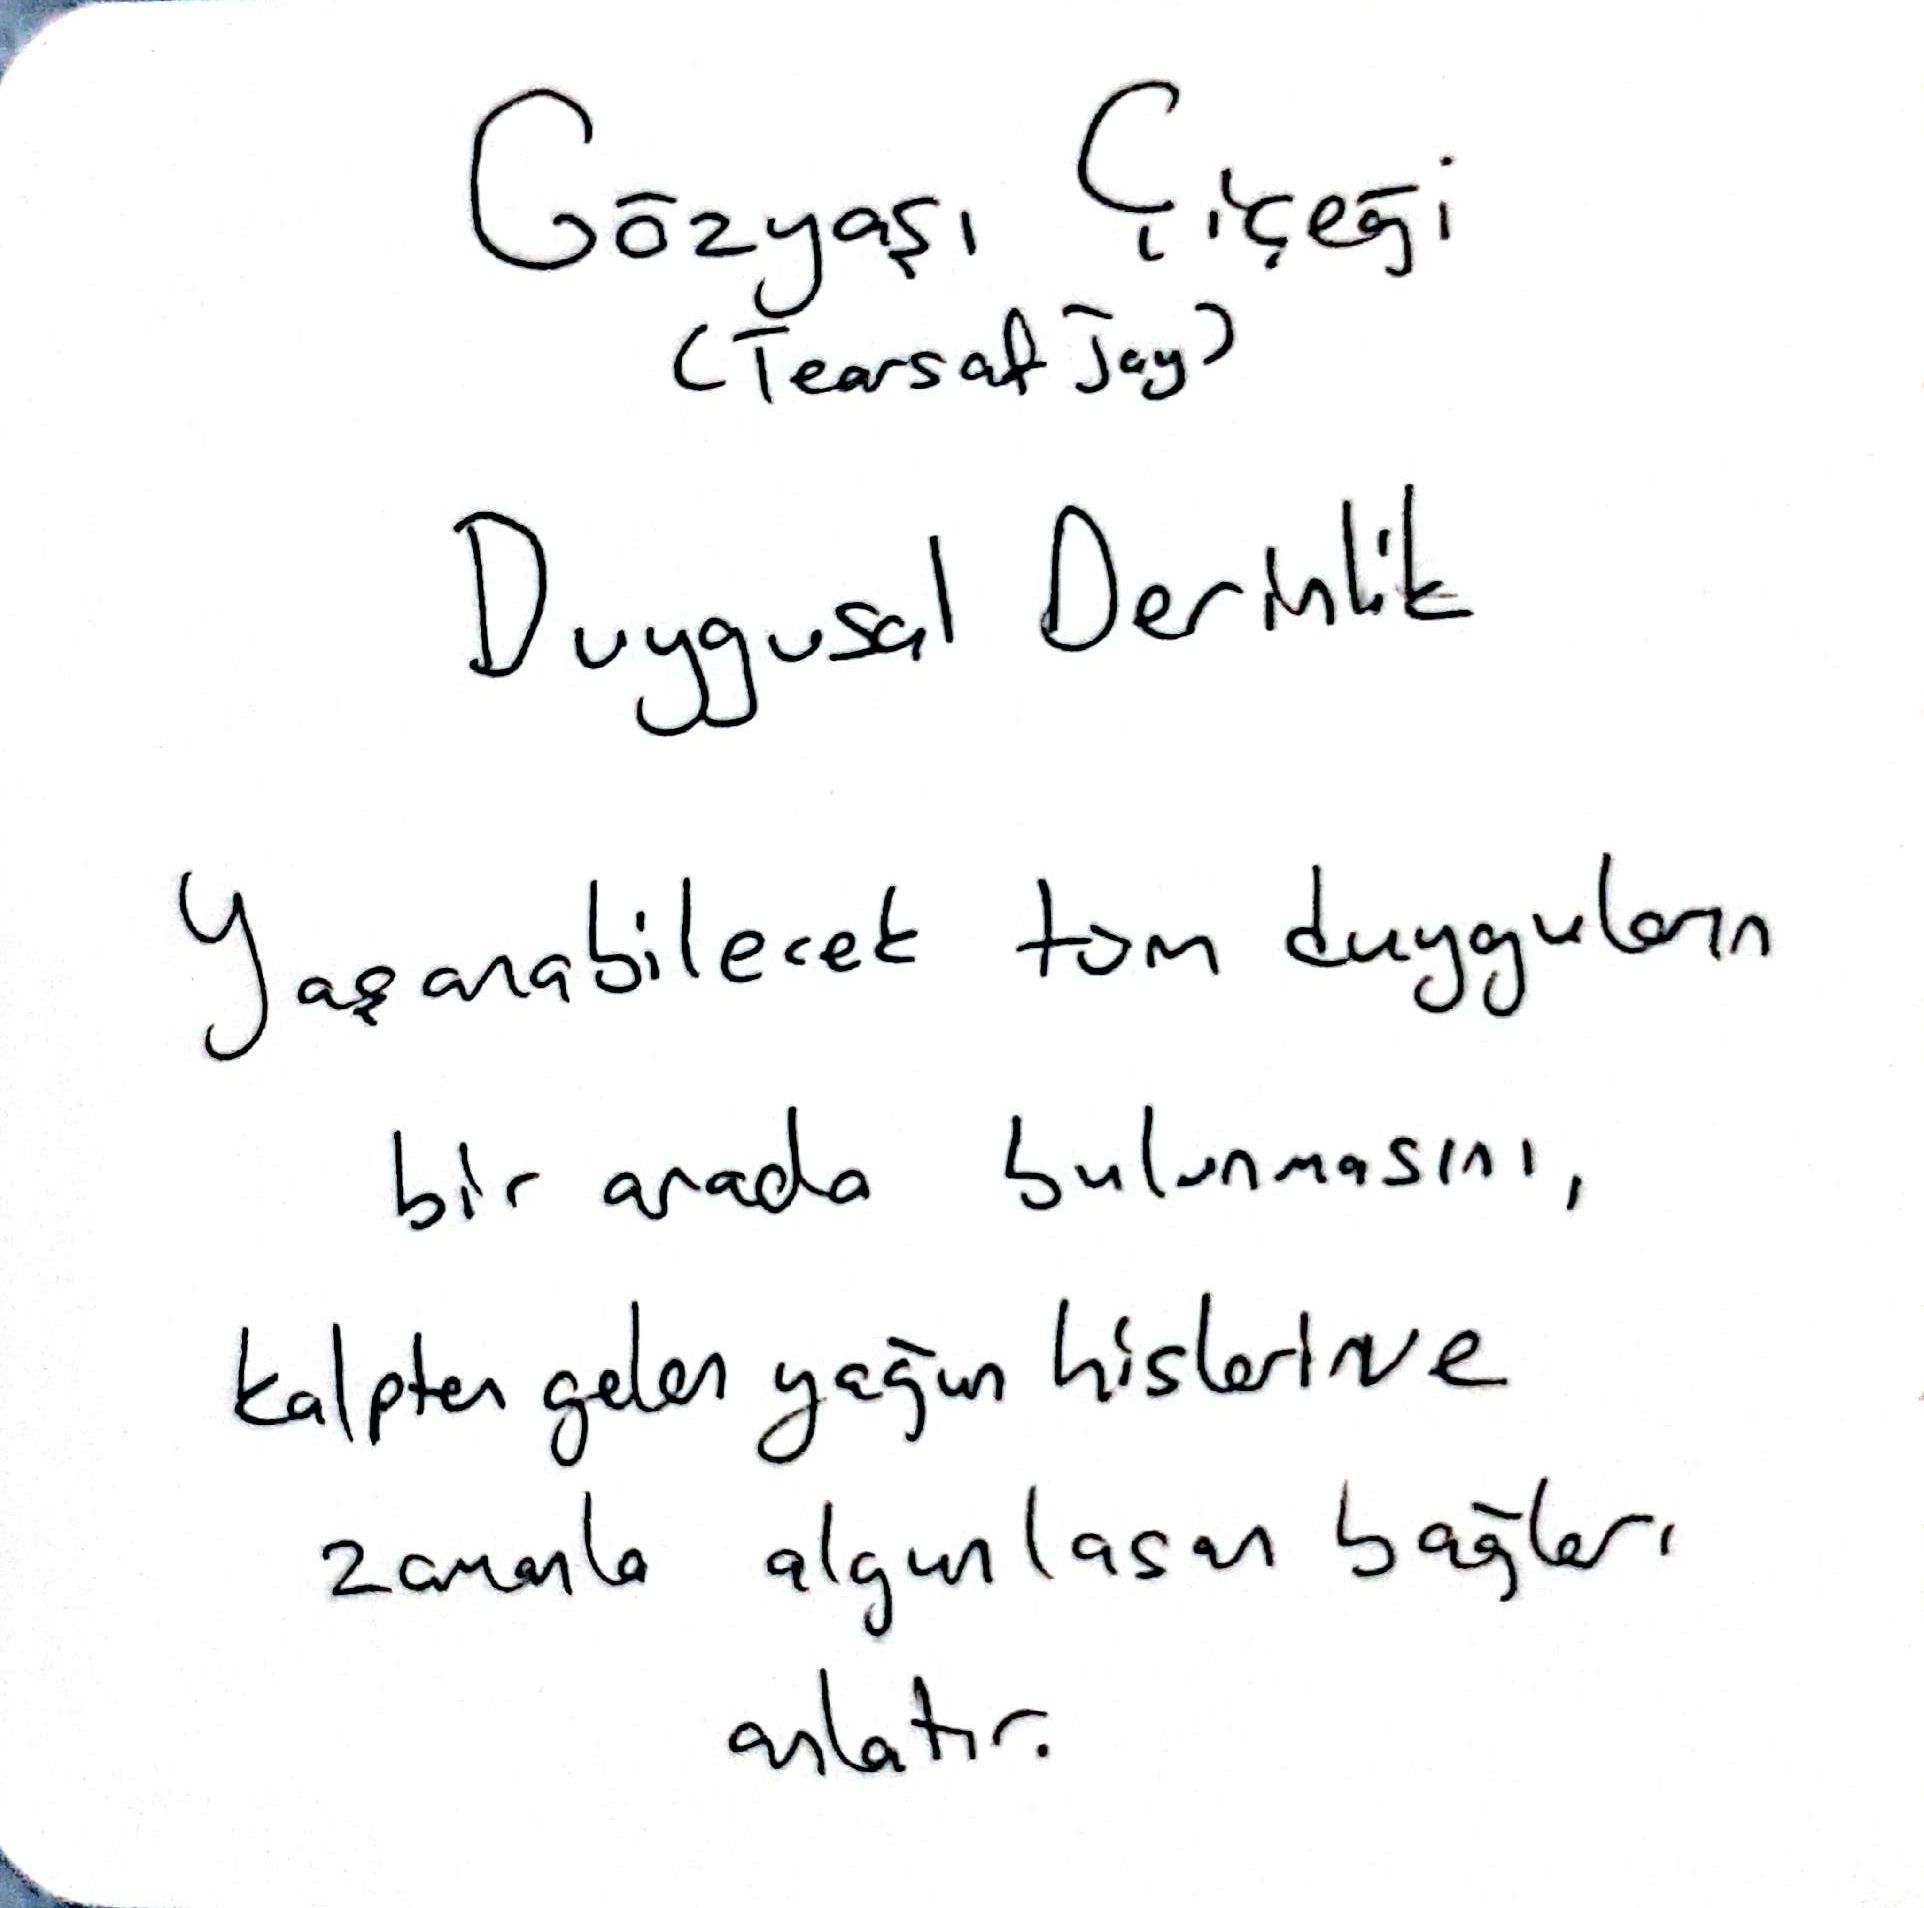 Gözyaşı Çiçeği
(Tears of Joy)
Duygusal Derinlik
Yaşanabilecek tüm duyguların
bir arada bulunmasını,
kalpten gelen yoğun hisleri ve
zamanla olgunlaşan bağları
anlatır.